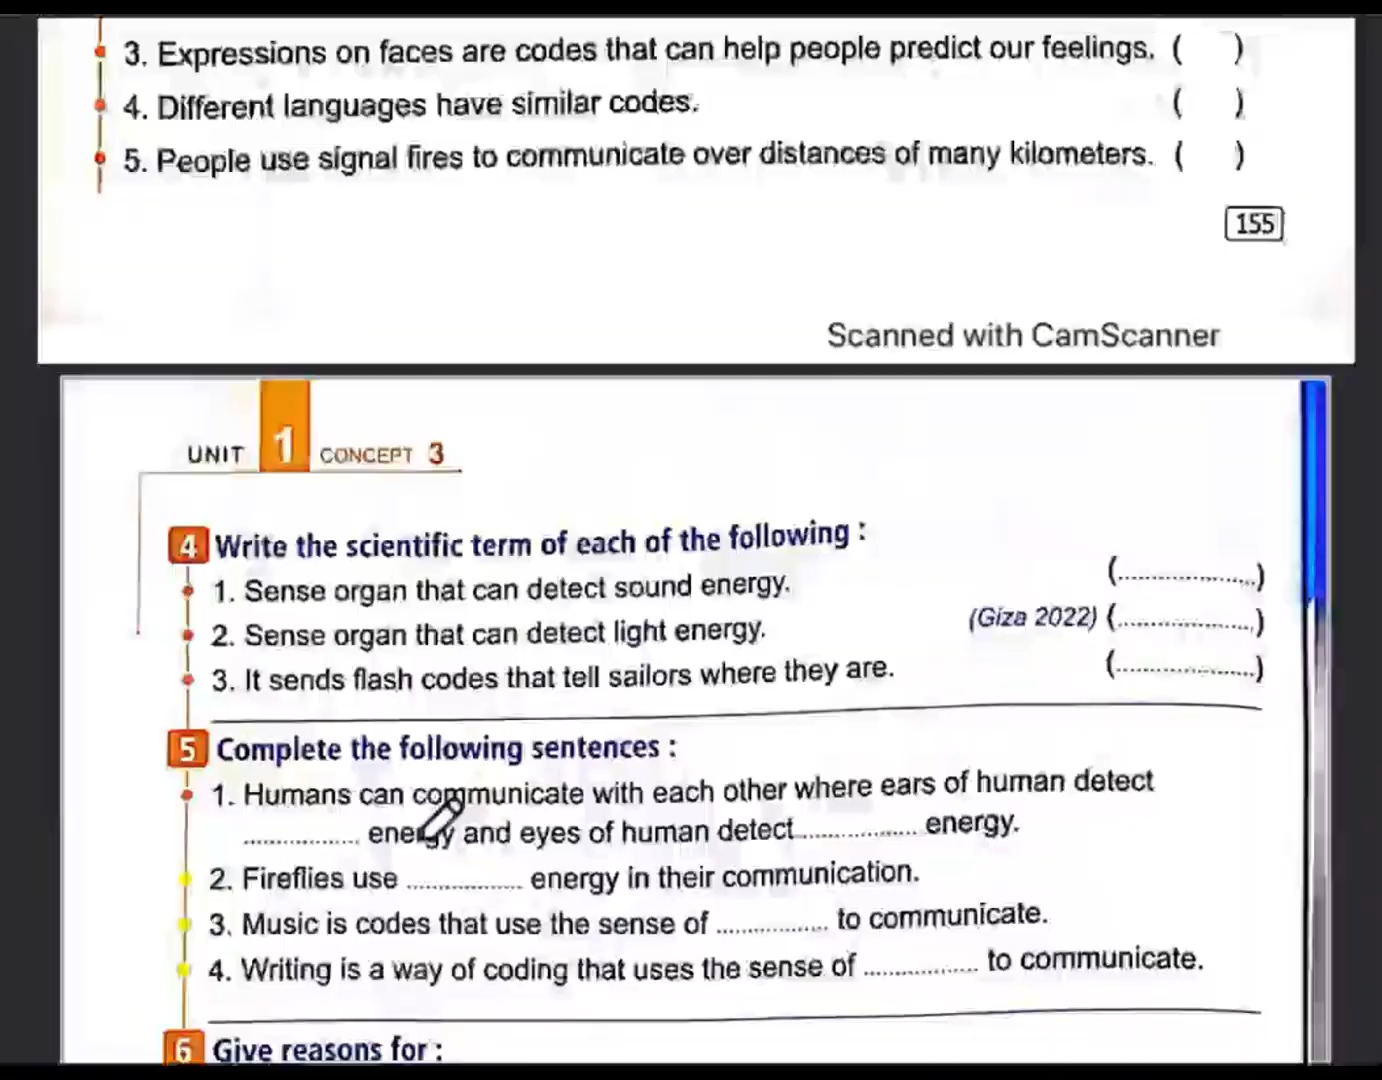 3. Expressions on faces are codes that can help people predict our feelings. (    )
4. Different languages have similar codes. (    )
5. People use signal fires to communicate over distances of many kilometers. (    )
155
Scanned with CamScanner
UNIT 1 CONCEPT 3
4 Write the scientific term of each of the following :
1. Sense organ that can detect sound energy. (....................)
2. Sense organ that can detect light energy. (Giza 2022) (....................)
3. It sends flash codes that tell sailors where they are. (....................)
5 Complete the following sentences :
1. Humans can communicate with each other where ears of human detect
................ energy and eyes of human detect ................ energy.
2. Fireflies use ................ energy in their communication.
3. Music is codes that use the sense of ................ to communicate.
4. Writing is a way of coding that uses the sense of ................ to communicate.
6 Give reasons for :